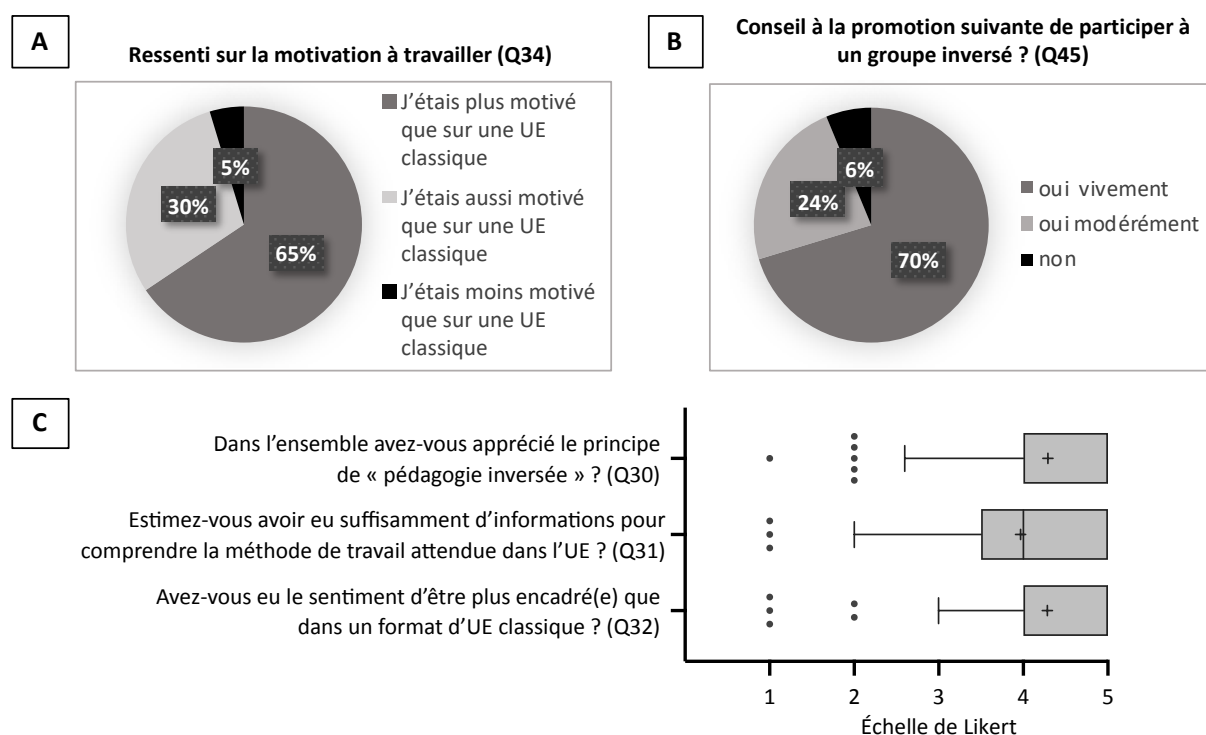 A
Ressenti sur la motivation à travailler (Q34)
5%
30%
65%
J'étais plus motivé
que sur une UE
classique
J'étais aussi motivé
que sur une UE
classique
J'étais moins motivé
que sur une UE
classique
B
Conseil à la promotion suivante de participer à
un groupe inversé ? (Q45)
6%
24%
70%
oui vivement
oui modérément
non
C
Dans l'ensemble avez-vous apprécié le principe
de « pédagogie inversée » ? (Q30)
Estimez-vous avoir eu suffisamment d'informations pour
comprendre la méthode de travail attendue dans l'UE ? (Q31)
Avez-vous eu le sentiment d'être plus encadré(e) que
dans un format d'UE classique ? (Q32)
1 2 3 4 5
Échelle de Likert